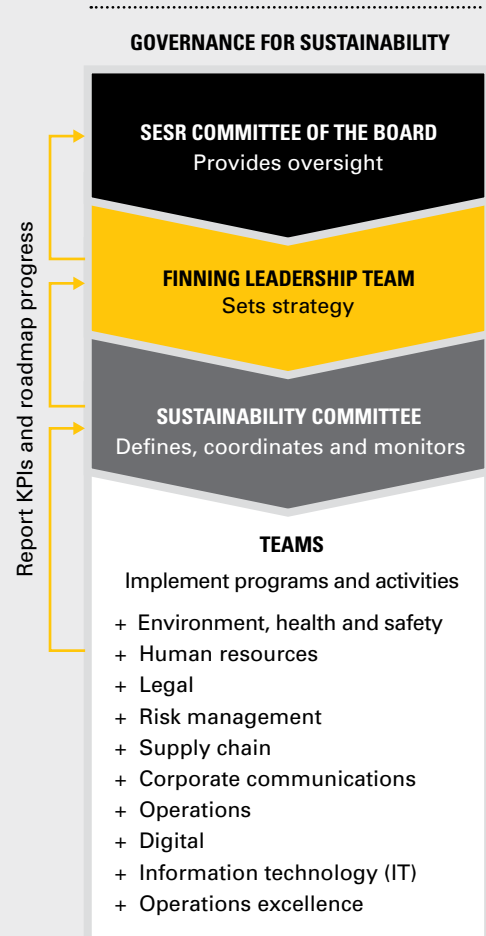 GOVERNANCE FOR SUSTAINABILITY
SESR COMMITTEE OF THE BOARD
Provides oversight
FINNING LEADERSHIP TEAM
Sets strategy
SUSTAINABILITY COMMITTEE
Defines, coordinates and monitors
TEAMS
Implement programs and activities
+ Environment, health and safety
+ Human resources
+ Legal
+ Risk management
+ Supply chain
+ Corporate communications
+ Operations
+ Digital
+ Information technology (IT)
+ Operations excellence
Report KPIs and roadmap progress